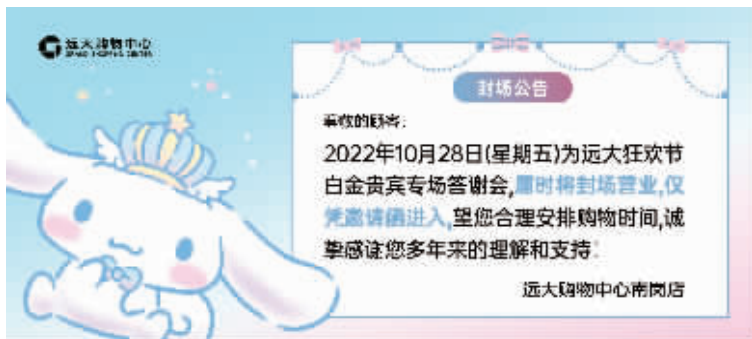 远大购物中心
GRAND SHOPPING CENTER
封场公告
尊敬的顾客:
2022年10月28日(星期五)为远大狂欢节
白金贵宾专场答谢会,届时将封场营业,仅
凭邀请函进入,望您合理安排购物时间,诚
挚感谢您多年来的理解和支持!
远大购物中心南岗店